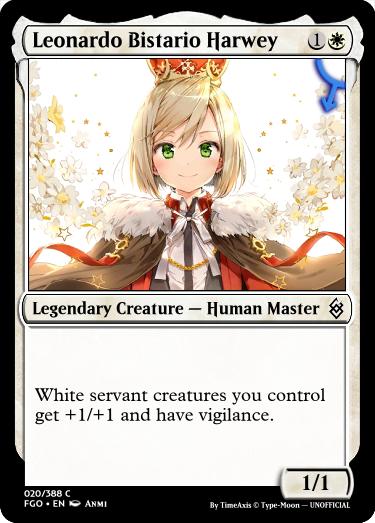 Leonardo Bistario Harwey 1
Legendary Creature — Human Master
White servant creatures you control
get +1/+1 and have vigilance.
1/1
020/388 C
FGO • EN ANMI
By TimeAxis © Type-Moon — UNOFFICIAL